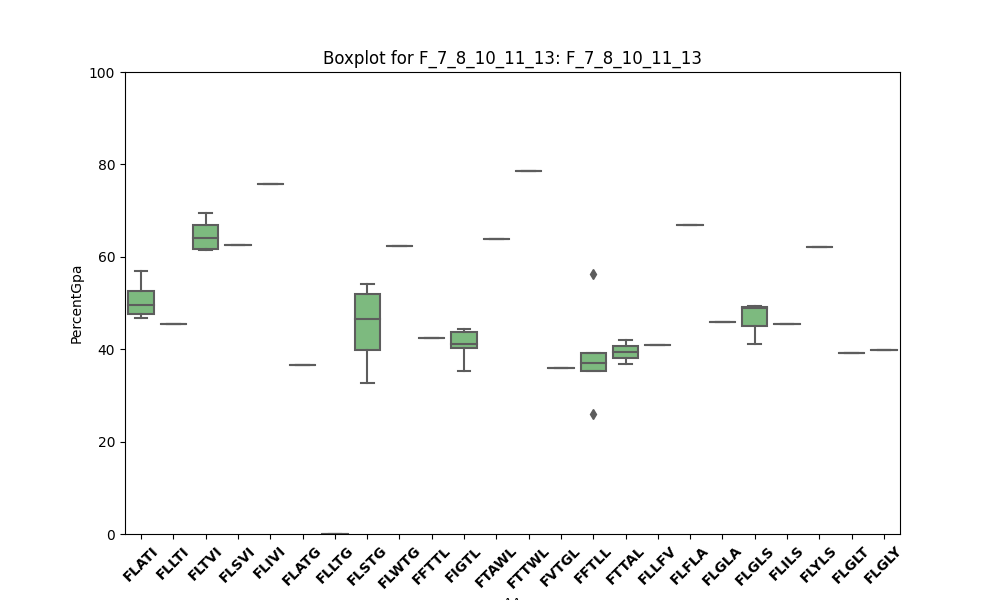 Boxplot for F_7_8_10_11_13: F_7_8_10_11_13
PercentGpa
100
80
60
40
20
0
FLATI
FLLTI
FLTVI
FLSVI
FLIVI
FLATG
FLLTG
FLSTG
FLWTG
FFTTL
FIGTL
FTAWL
FTTWL
FVTGL
FFTLL
FTTAL
FLLFV
FLFLA
FLGLA
FLGLS
FLILS
FLYLS
FLGLT
FLGLY